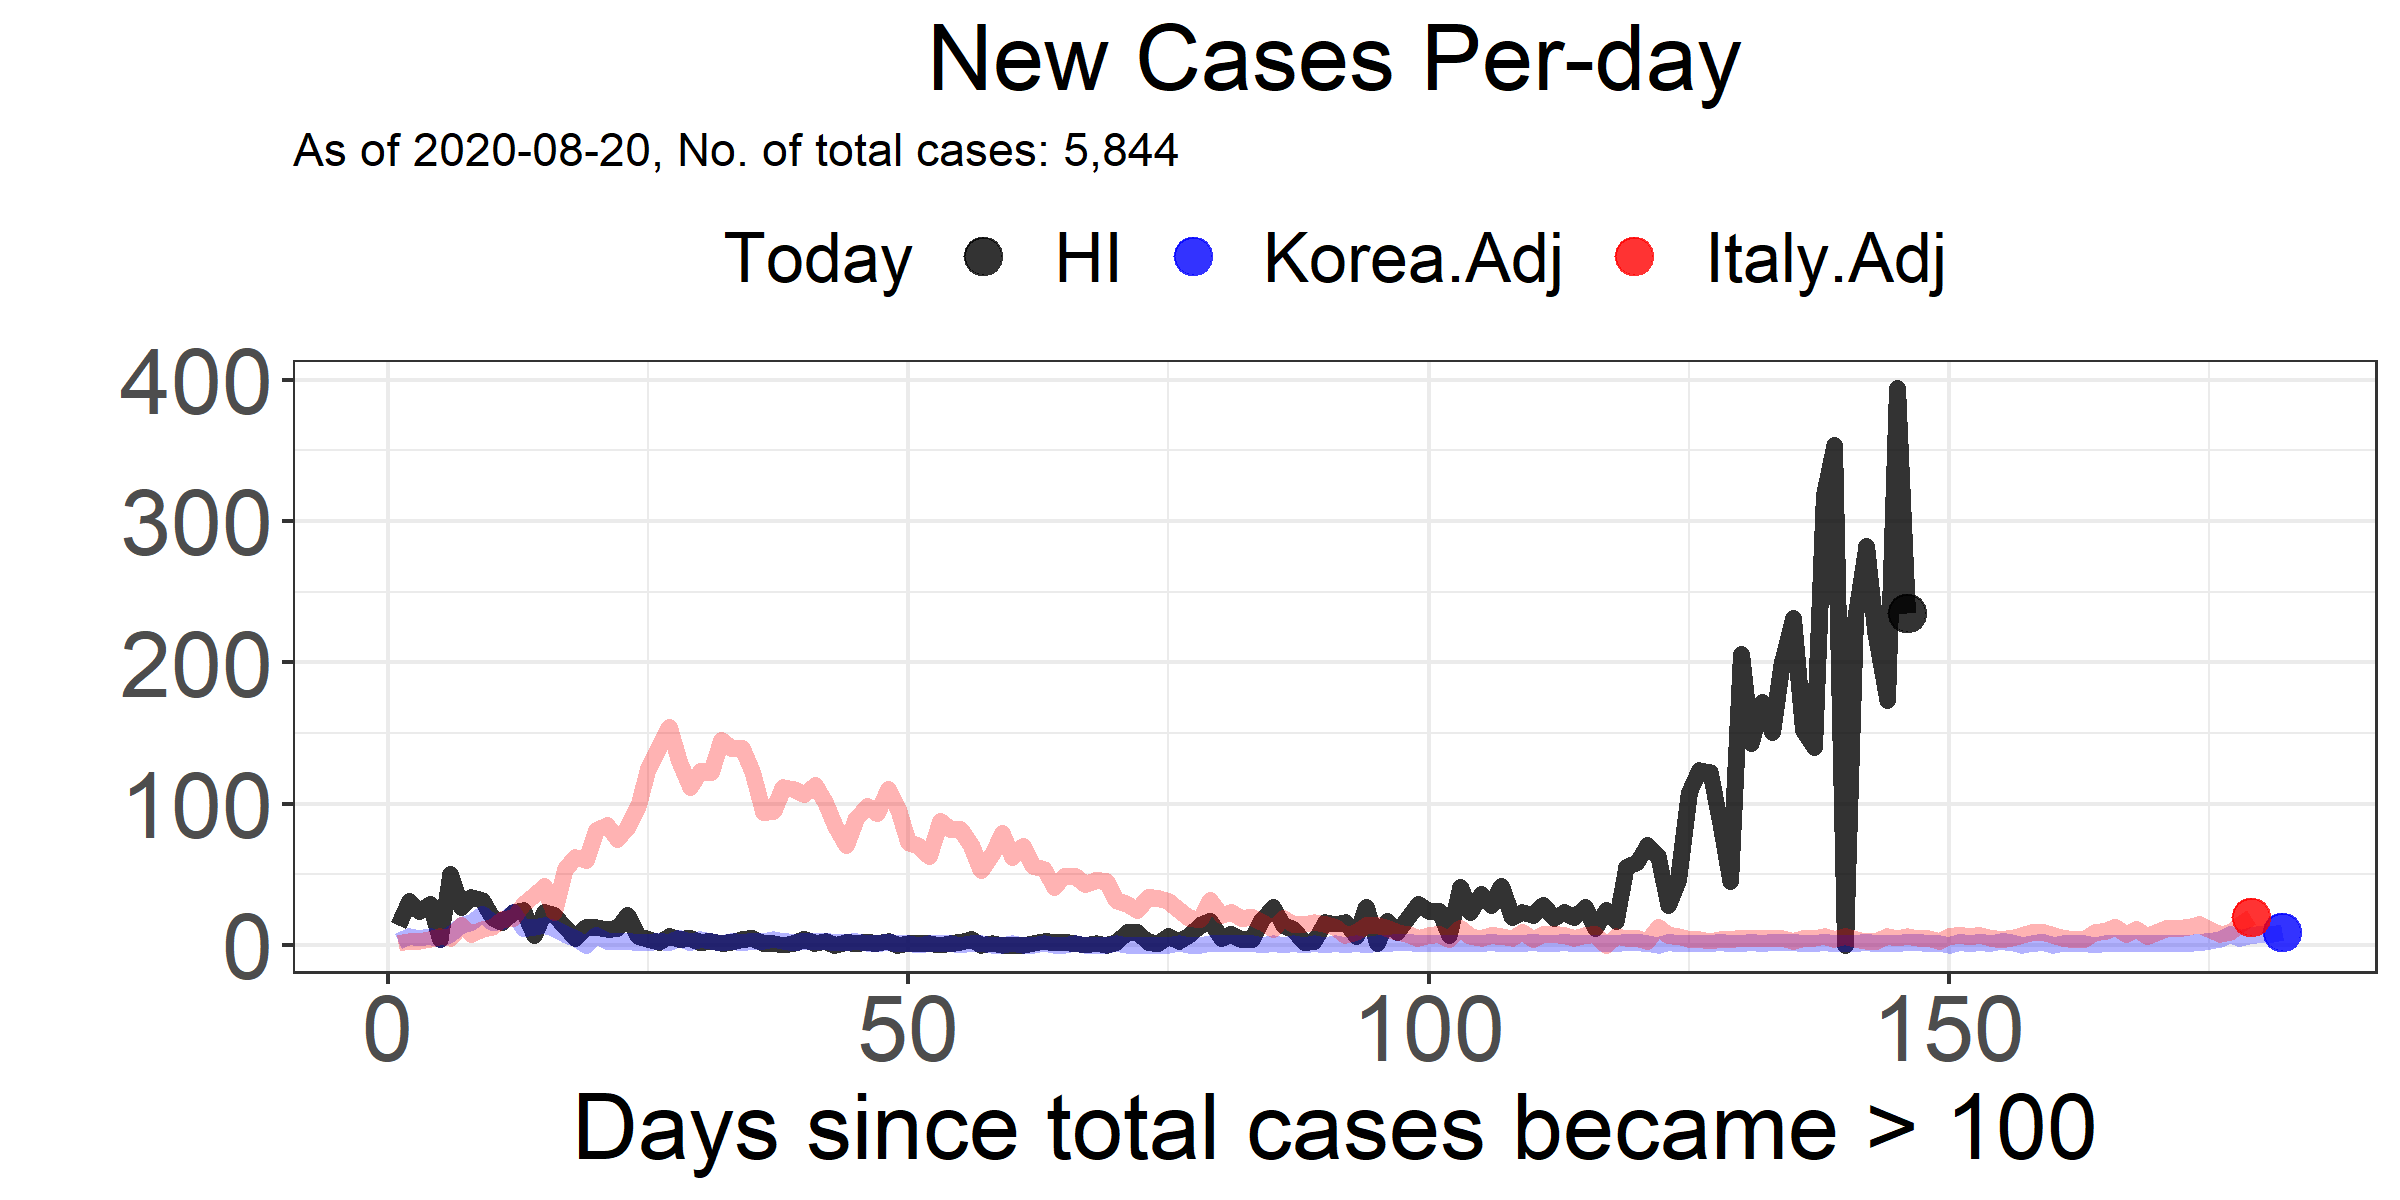 New Cases Per-day
As of 2020-08-20, No. of total cases: 5,844
Today HI Korea.Adj Italy.Adj
400
300
200
100
0
0 50 100 150
Days since total cases became > 100